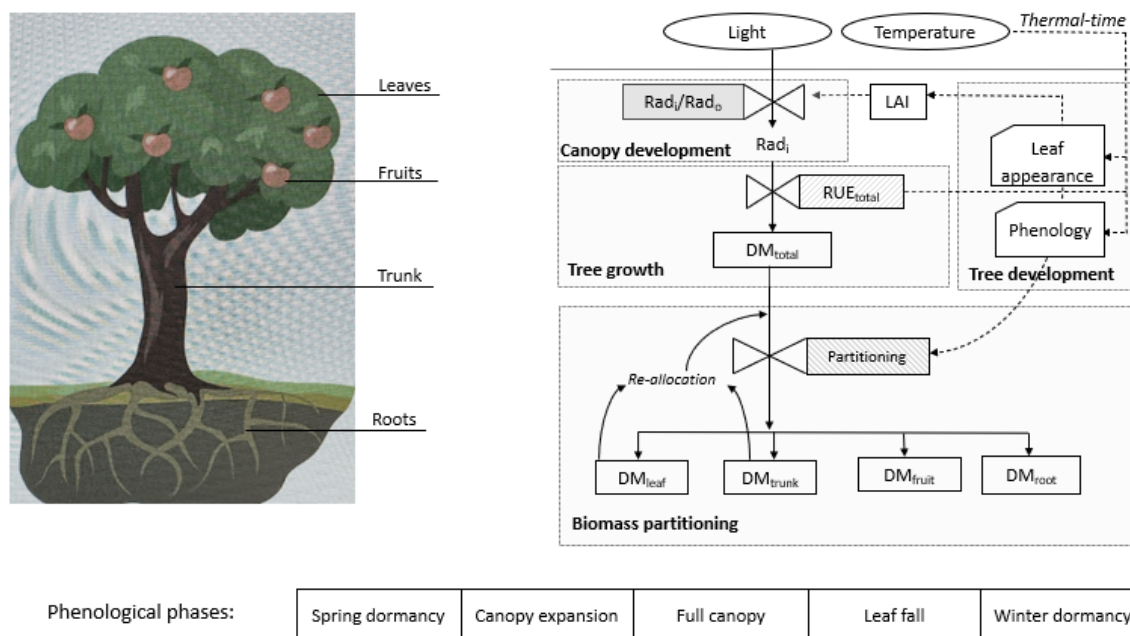 Leaves
Fruits
Trunk
Roots
Light
Temperature
Thermal-time
Radi/Rado
LAI
Canopy development
Radi
Leaf
appearance
RUEtotal
Phenology
DMtotal
Tree growth
Tree development
Partitioning
Re-allocation
DMleaf
DMtrunk
DMfruit
DMroot
Biomass partitioning
Phenological phases:
Spring dormancy
Canopy expansion
Full canopy
Leaf fall
Winter dormancy